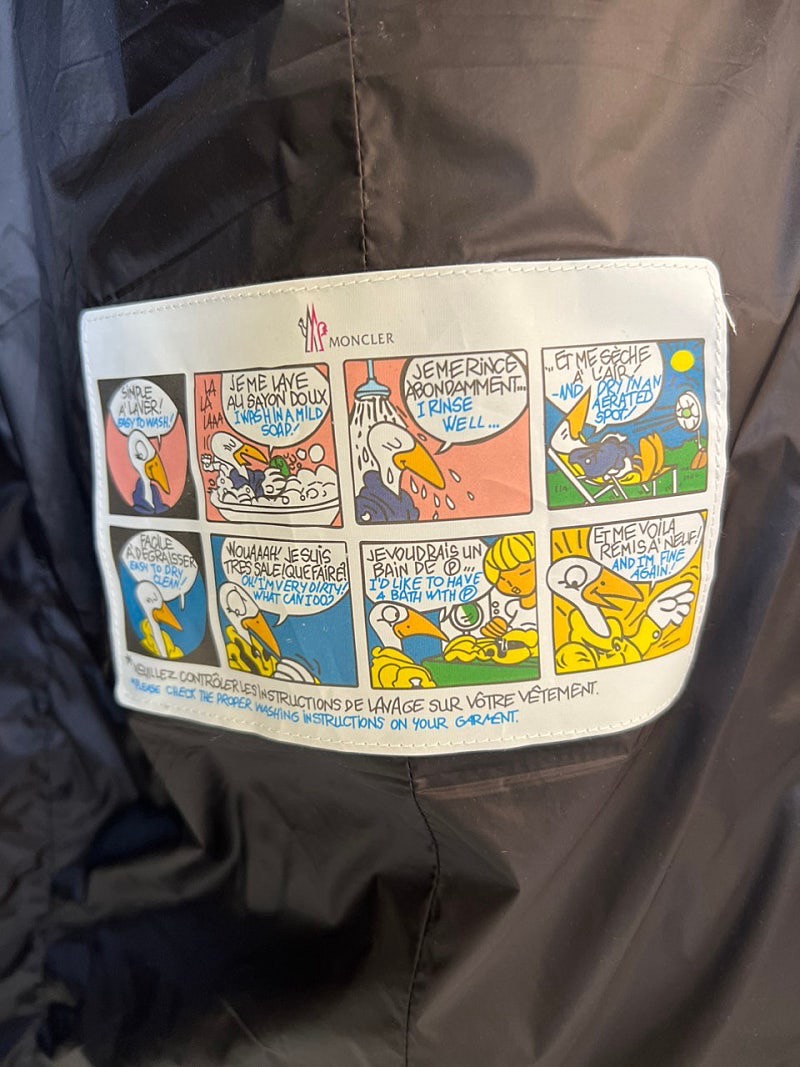 MONCLER
SIMPLE
A' LAVER!
EASY TO WASH!
LA
LA
LAAA
JE ME LAVE
AU SAVON DOUX
I WASH IN A MILD
SOAP!
JE ME RINCE
ABONDAMMENT...
I RINSE
WELL...
... ET ME SÈCHE
A' L'AIR!
-AND I DRY IN AN
AERATED
SPOT!
FACILE
A' DÉGRAISSER
EASY TO DRY
CLEAN!
WOUAAAH! JE SUIS
TRES SALE! QUE FAIRE!
OH! I'M VERY DIRTY!
WHAT CAN I DO?
JE VOUDRAIS UN
BAIN DE Ⓟ...
I'D LIKE TO HAVE
A BATH WITH Ⓟ
ET ME VOILA
REMIS A' NEUF!
AND I'M FINE
AGAIN!
*VEUILLEZ CONTRÔLER LES INSTRUCTIONS DE LAVAGE SUR VÔTRE VÊTEMENT.
*PLEASE CHECK THE PROPER WASHING INSTRUCTIONS ON YOUR GARMENT.